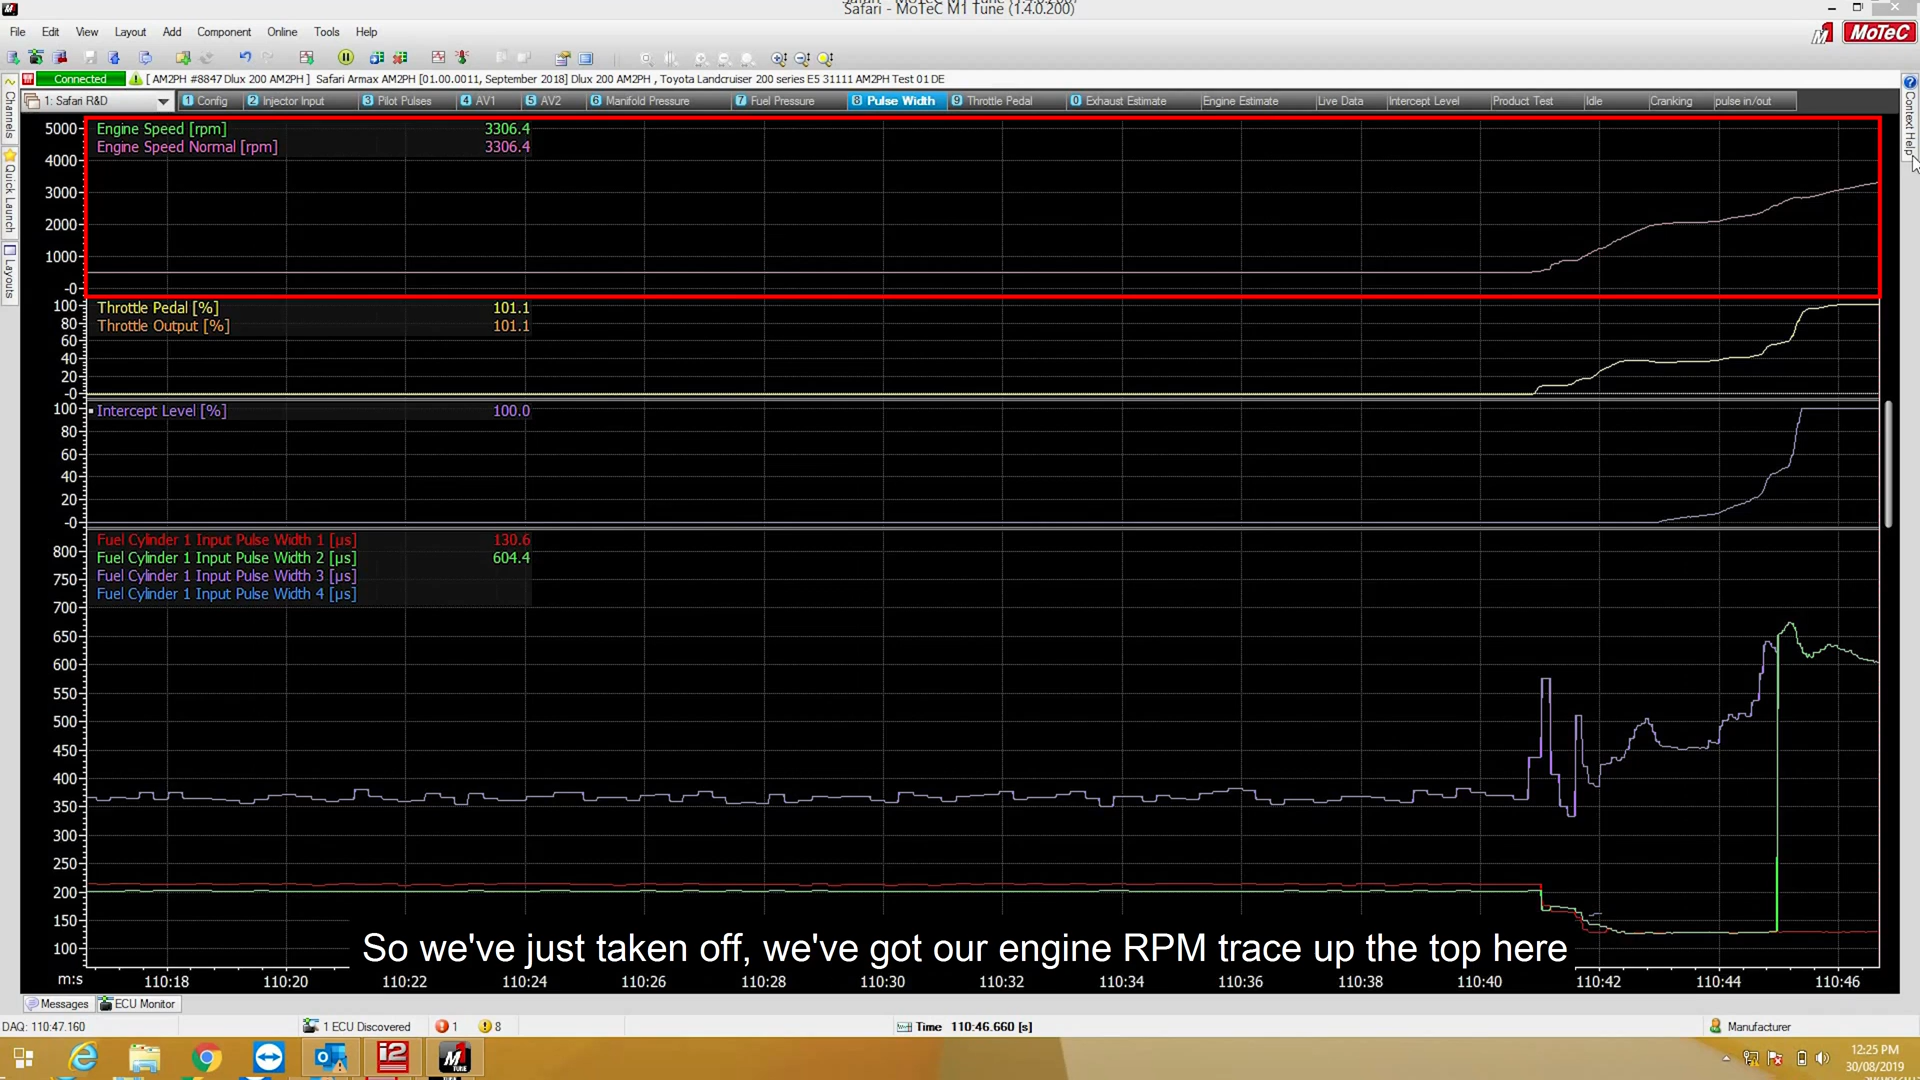 Safari - MoTeC M1 Tune (1.4.0.200)
File Edit View Layout Add Component Online Tools Help
MoTeC
Connected [ AM2PH #8847 Dlux 200 AM2PH ] Safari Armax AM2PH [01.00.0011, September 2018] Dlux 200 AM2PH , Toyota Landcruiser 200 series E5 31111 AM2PH Test 01 DE
1: Safari R&D 1 Config 2 Injector Input 3 Pilot Pulses 4 AV1 5 AV2 6 Manifold Pressure 7 Fuel Pressure 8 Pulse Width 9 Throttle Pedal 0 Exhaust Estimate Engine Estimate Live Data Intercept Level Product Test Idle Cranking pulse in/out
Channels
Quick Launch
Layouts
Context Help
5000 Engine Speed [rpm] 3306.4
Engine Speed Normal [rpm] 3306.4
4000
3000
2000
1000
-0
100 Throttle Pedal [%] 101.1
80 Throttle Output [%] 101.1
60
40
20
-0
100 Intercept Level [%] 100.0
80
60
40
20
-0
Fuel Cylinder 1 Input Pulse Width 1 [µs] 130.6
800 Fuel Cylinder 1 Input Pulse Width 2 [µs] 604.4
750 Fuel Cylinder 1 Input Pulse Width 3 [µs]
Fuel Cylinder 1 Input Pulse Width 4 [µs]
700
650
600
550
500
450
400
350
300
250
200
150
100
So we've just taken off, we've got our engine RPM trace up the top here
m:s 110:18 110:20 110:22 110:24 110:26 110:28 110:30 110:32 110:34 110:36 110:38 110:40 110:42 110:44 110:46
Messages ECU Monitor
DAQ: 110:47.160 1 ECU Discovered 1 8 Time 110:46.660 [s] Manufacturer
i2 M1 TUNE
12:25 PM
30/08/2019